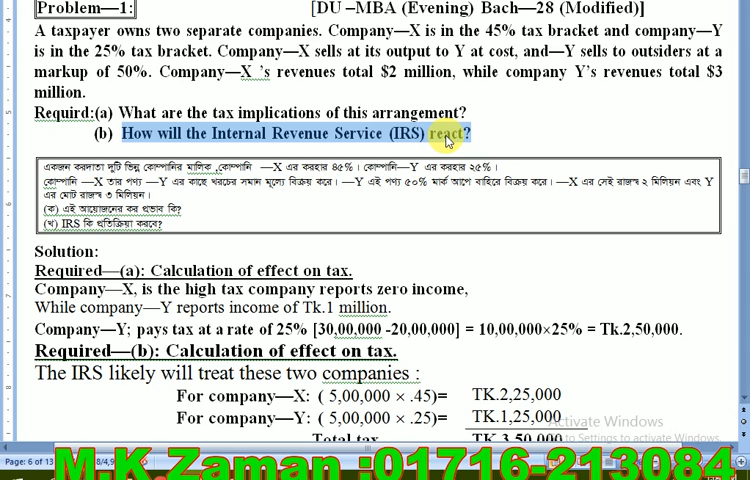 Problem—1:
[DU –MBA (Evening) Bach—28 (Modified)]
A taxpayer owns two separate companies. Company—X is in the 45% tax bracket and company—Y
is in the 25% tax bracket. Company—X sells at its output to Y at cost, and—Y sells to outsiders at a
markup of 50%. Company—X 's revenues total $2 million, while company Y's revenues total $3
million.
Requird:(a) What are the tax implications of this arrangement?
(b) How will the Internal Revenue Service (IRS) react?
একজন করদাতা দুটি ভিন্ন কোম্পানির মালিক ,কোম্পানি —X এর করহার ৪৫% । কোম্পানি—Y এর করহার ২৫% ।
কোম্পানি —X তার পণ্য —Y এর কাছে খরচের সমান মূল্যে বিক্রয় করে । —Y এই পণ্য ৫০% মার্ক আপে বাহিরে বিক্রয় করে । —X এর সেই রাজস্ব ২ মিলিয়ন এবং Y
এর মোট রাজস্ব ৩ মিলিয়ন ।
(ক) এই আয়োজনের কর প্রভাব কি?
(খ) IRS কি প্রতিক্রিয়া করবে?
Solution:
Required—(a): Calculation of effect on tax.
Company—X, is the high tax company reports zero income,
While company—Y reports income of Tk.1 million.
Company—Y; pays tax at a rate of 25% [30,00,000 -20,00,000] = 10,00,000×25% = Tk.2,50,000.
Required—(b): Calculation of effect on tax.
The IRS likely will treat these two companies :
For company—X: ( 5,00,000 × .45)= TK.2,25,000
For company—Y: ( 5,00,000 × .25)= TK.1,25,000
Total tax TK.3,50,000
Activate Windows
to Settings to activate Windows.
Page: 6 of 13
M.K Zaman :01716-213084